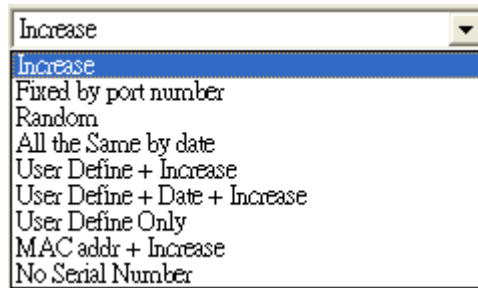 Increase
Increase
Fixed by port number
Random
All the Same by date
User Define + Increase
User Define + Date + Increase
User Define Only
MAC addr + Increase
No Serial Number